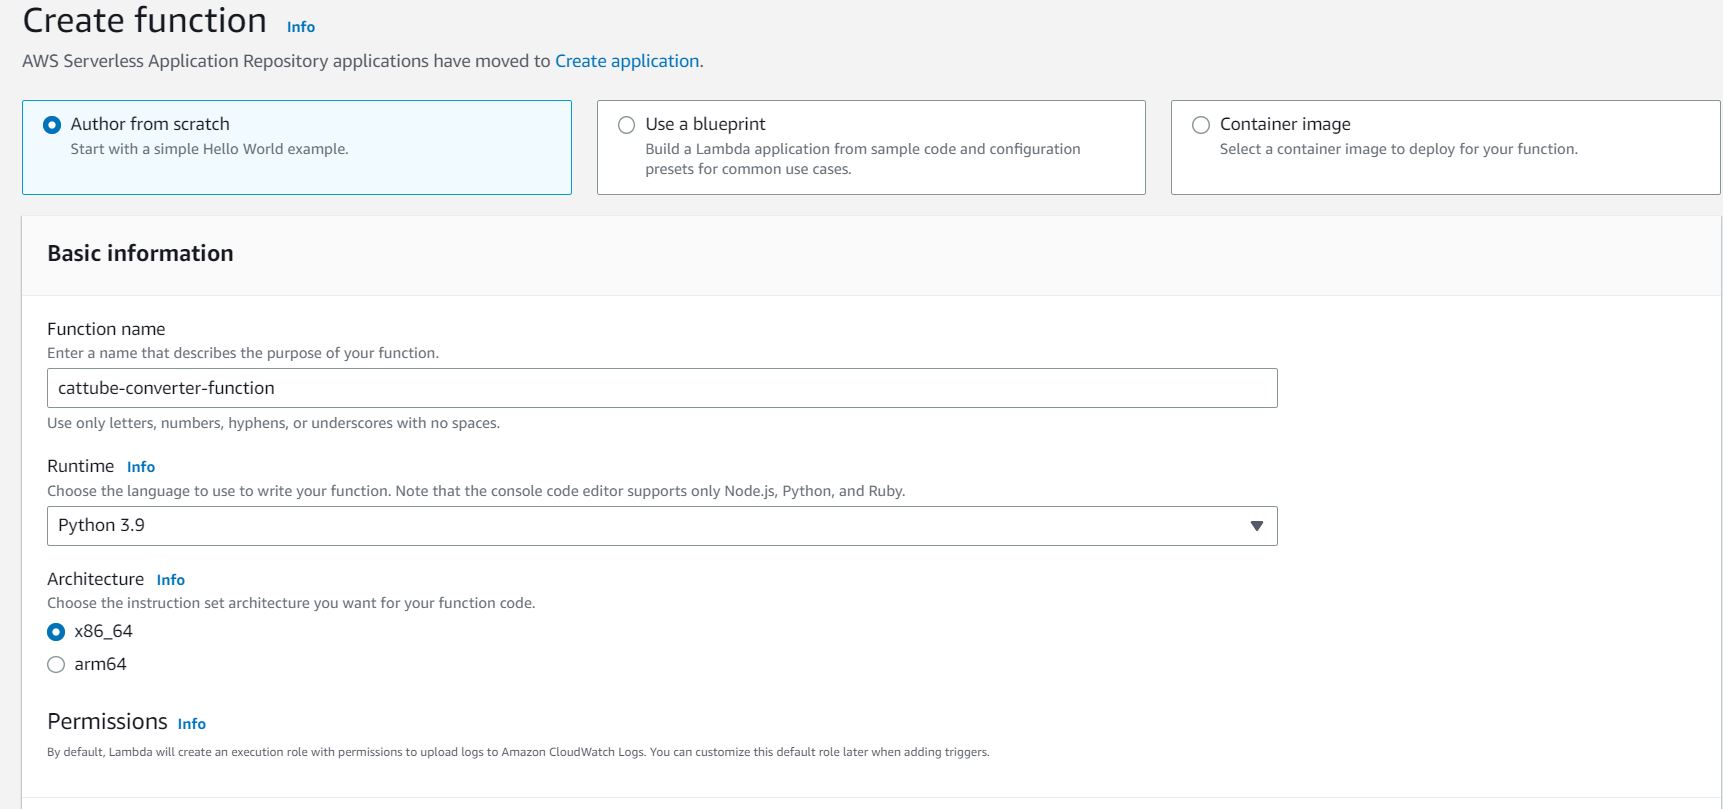 Create function Info
AWS Serverless Application Repository applications have moved to Create application.
Author from scratch
Start with a simple Hello World example.
Use a blueprint
Build a Lambda application from sample code and configuration
presets for common use cases.
Container image
Select a container image to deploy for your function.
Basic information
Function name
Enter a name that describes the purpose of your function.
cattube-converter-function
Use only letters, numbers, hyphens, or underscores with no spaces.
Runtime Info
Choose the language to use to write your function. Note that the console code editor supports only Node.js, Python, and Ruby.
Python 3.9
Architecture Info
Choose the instruction set architecture you want for your function code.
x86_64
arm64
Permissions Info
By default, Lambda will create an execution role with permissions to upload logs to Amazon CloudWatch Logs. You can customize this default role later when adding triggers.